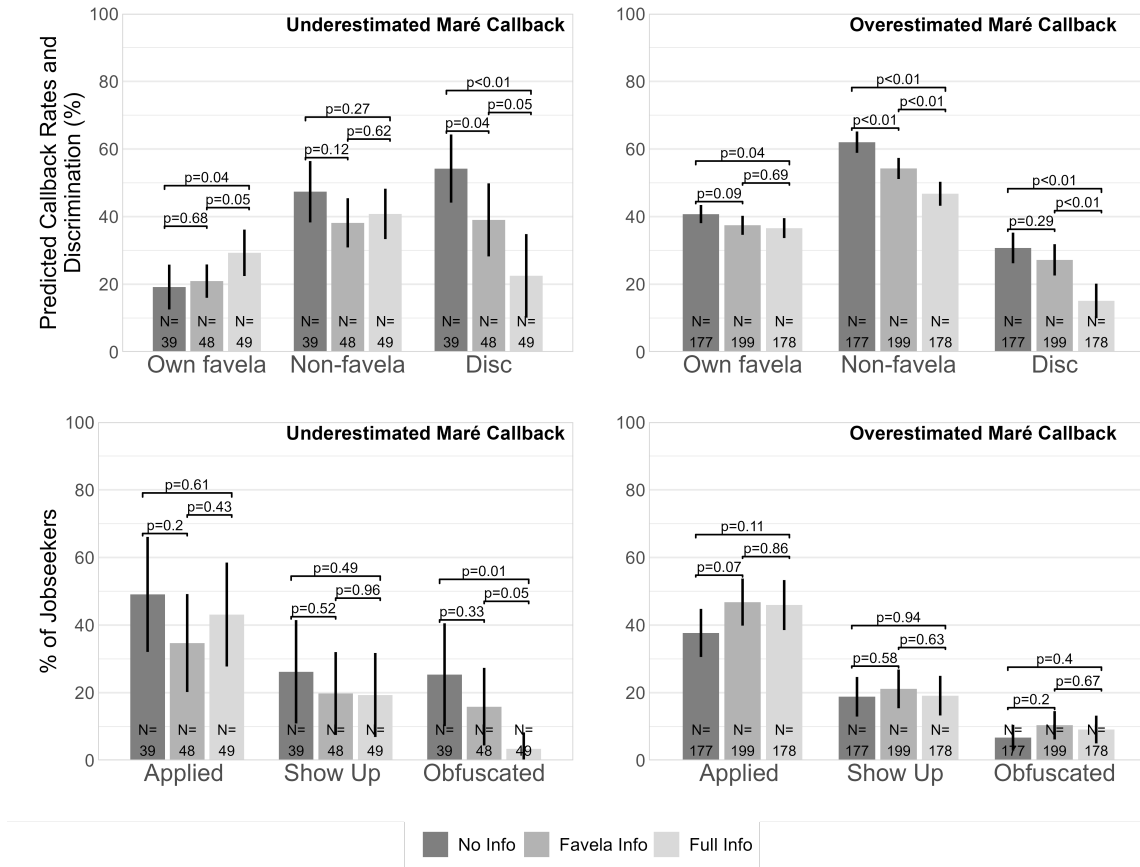 Predicted Callback Rates and
Discrimination (%)
Underestimated Maré Callback
100
80
60
40
20
0
p=0.04
p=0.68
p=0.05
p=0.27
p=0.12
p=0.62
p<0.01
p=0.04
p=0.05
N= N= N= N= N= N= N= N= N=
39 48 49 39 48 49 39 48 49
Own favela Non-favela Disc
Overestimated Maré Callback
100
80
60
40
20
0
p=0.04
p=0.09
p=0.69
p<0.01
p<0.01
p<0.01
p<0.01
p=0.29
p<0.01
N= N= N= N= N= N= N= N= N=
177 199 178 177 199 178 177 199 178
Own favela Non-favela Disc
% of Jobseekers
Underestimated Maré Callback
100
80
60
40
20
0
p=0.61
p=0.2
p=0.43
p=0.49
p=0.52
p=0.96
p=0.01
p=0.33
p=0.05
N= N= N= N= N= N= N= N= N=
39 48 49 39 48 49 39 48 49
Applied Show Up Obfuscated
Overestimated Maré Callback
100
80
60
40
20
0
p=0.11
p=0.07
p=0.86
p=0.94
p=0.58
p=0.63
p=0.4
p=0.2
p=0.67
N= N= N= N= N= N= N= N= N=
177 199 178 177 199 178 177 199 178
Applied Show Up Obfuscated
No Info Favela Info Full Info